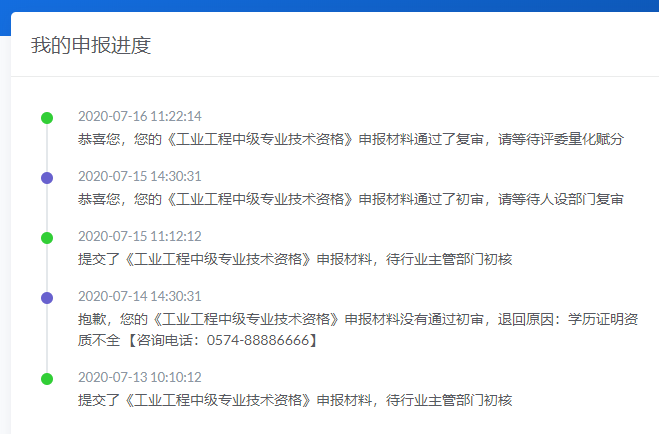 我的申报进度
2020-07-16 11:22:14
恭喜您，您的《工业工程中级专业技术资格》申报材料通过了复审，请等待评委量化赋分
2020-07-15 14:30:31
恭喜您，您的《工业工程中级专业技术资格》申报材料通过了初审，请等待人设部门复审
2020-07-15 11:12:12
提交了《工业工程中级专业技术资格》申报材料，待行业主管部门初核
2020-07-14 14:30:31
抱歉，您的《工业工程中级专业技术资格》申报材料没有通过初审，退回原因：学历证明资
质不全 【咨询电话：0574-88886666】
2020-07-13 10:10:12
提交了《工业工程中级专业技术资格》申报材料，待行业主管部门初核